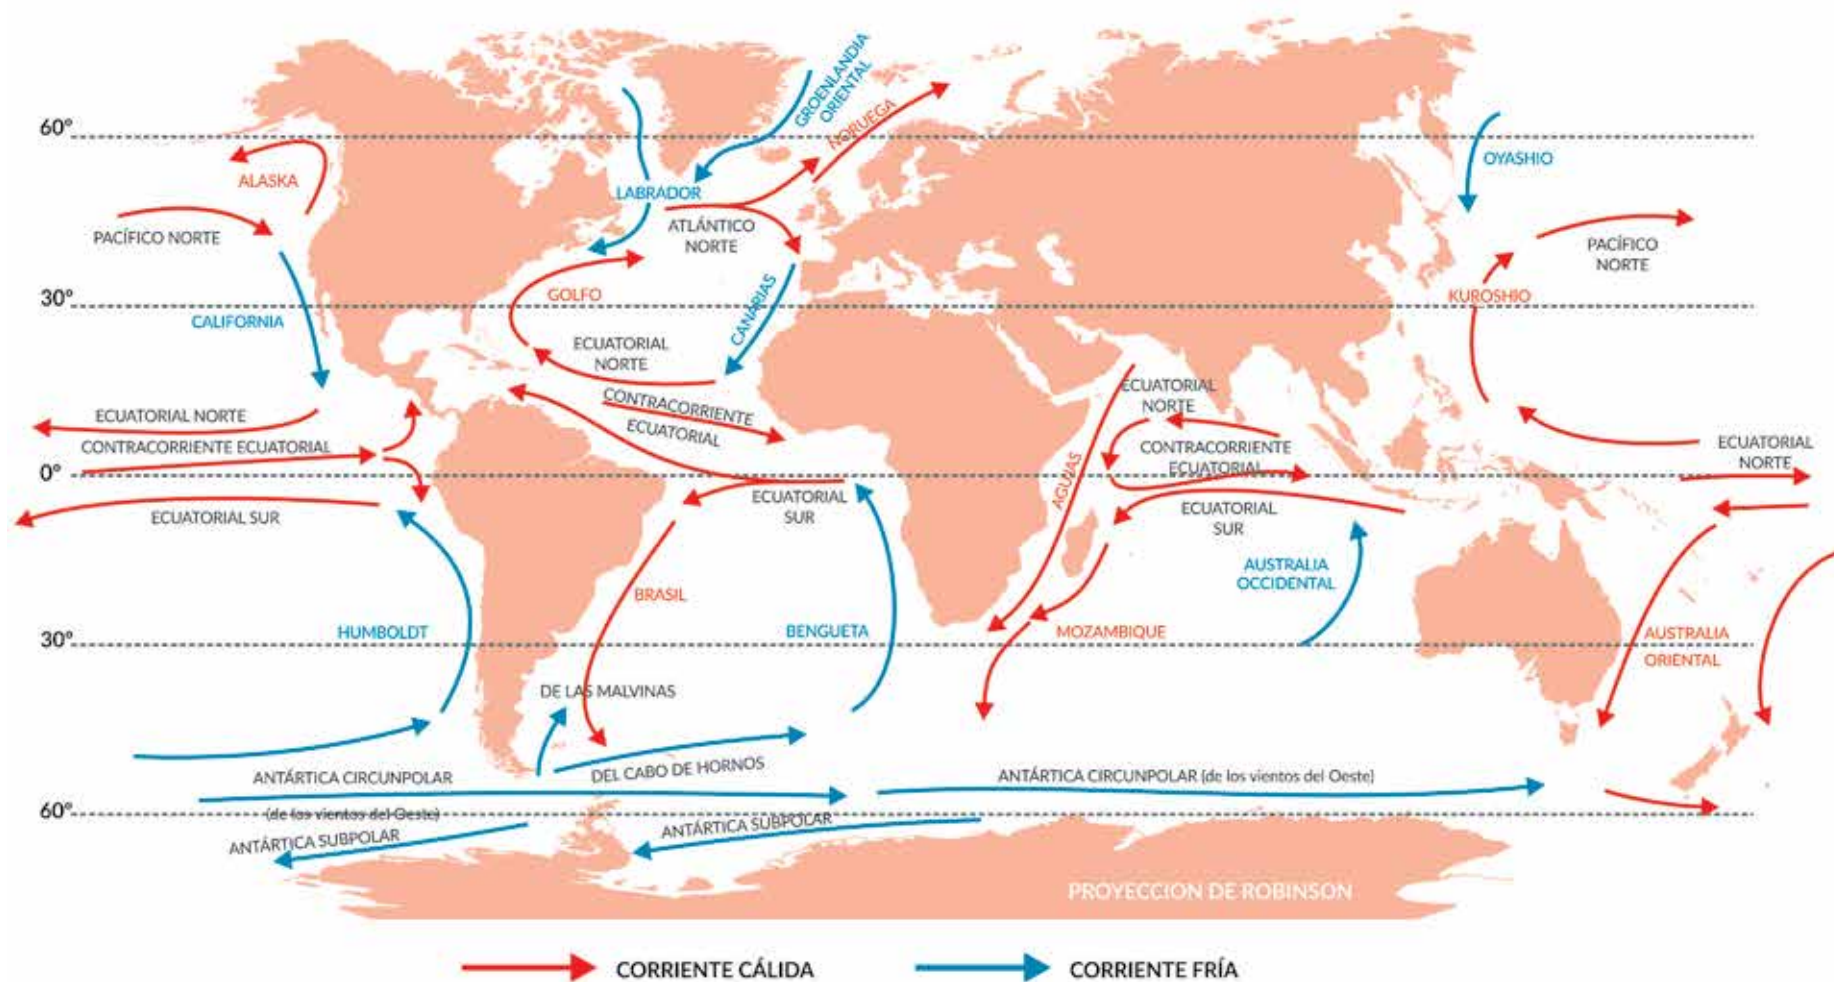 GROENLANDIA
ORIENTAL
NORUEGA
60º
OYASHIO
ALASKA
LABRADOR
ATLÁNTICO
NORTE
PACÍFICO NORTE
PACÍFICO
NORTE
GOLFO
KUROSHIO
30º
CALIFORNIA
CANARIAS
ECUATORIAL
NORTE
ECUATORIAL
NORTE
CONTRACORRIENTE
ECUATORIAL
ECUATORIAL NORTE
CONTRACORRIENTE ECUATORIAL
CONTRACORRIENTE
ECUATORIAL
ECUATORIAL
NORTE
0º
AGUJAS
ECUATORIAL
SUR
ECUATORIAL SUR
ECUATORIAL
SUR
AUSTRALIA
OCCIDENTAL
BRASIL
HUMBOLDT
BENGUETA
MOZAMBIQUE
AUSTRALIA
ORIENTAL
30º
DE LAS MALVINAS
DEL CABO DE HORNOS
ANTÁRTICA CIRCUNPOLAR
(de los vientos del Oeste)
ANTÁRTICA CIRCUNPOLAR (de los vientos del Oeste)
60º
ANTÁRTICA SUBPOLAR
ANTÁRTICA SUBPOLAR
PROYECCION DE ROBINSON
CORRIENTE CÁLIDA
CORRIENTE FRÍA